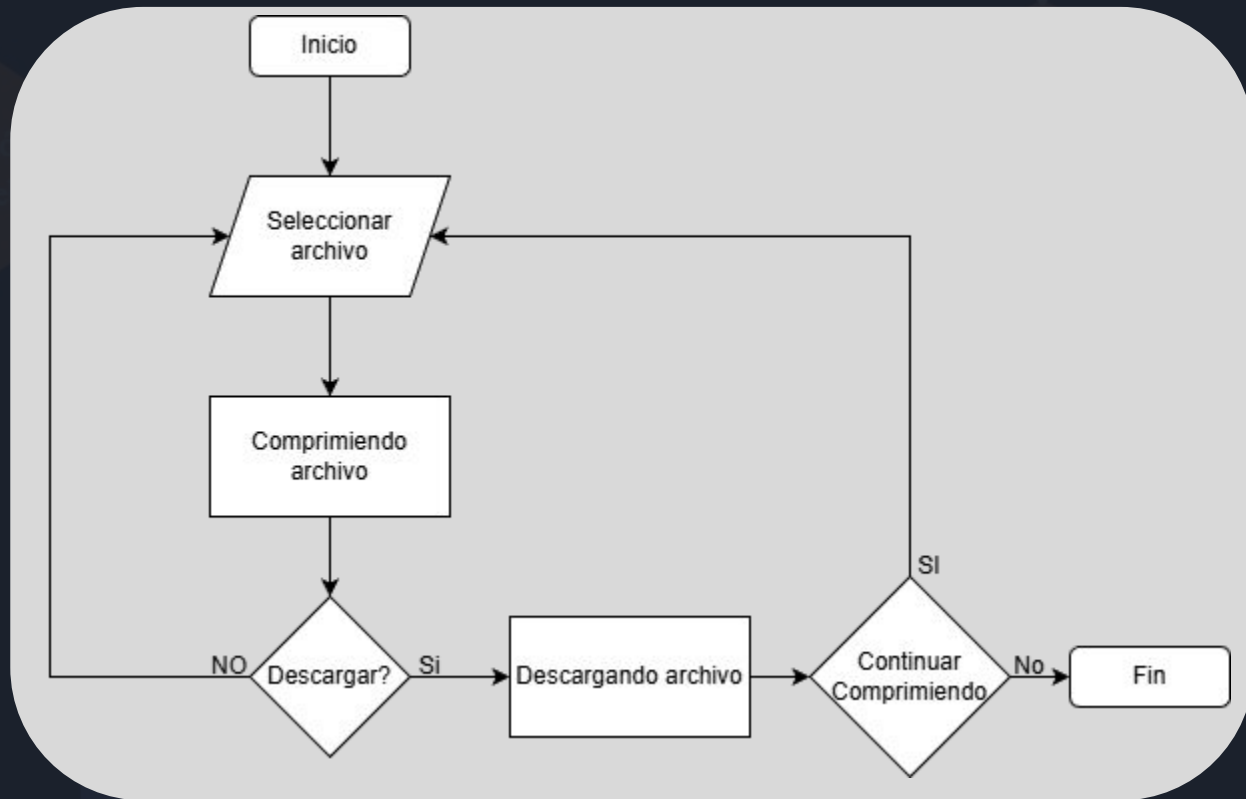 Inicio
Seleccionar
archivo
Comprimiendo
archivo
SI
NO
Descargar?
Si
Descargando archivo
Continuar
Comprimiendo
No
Fin